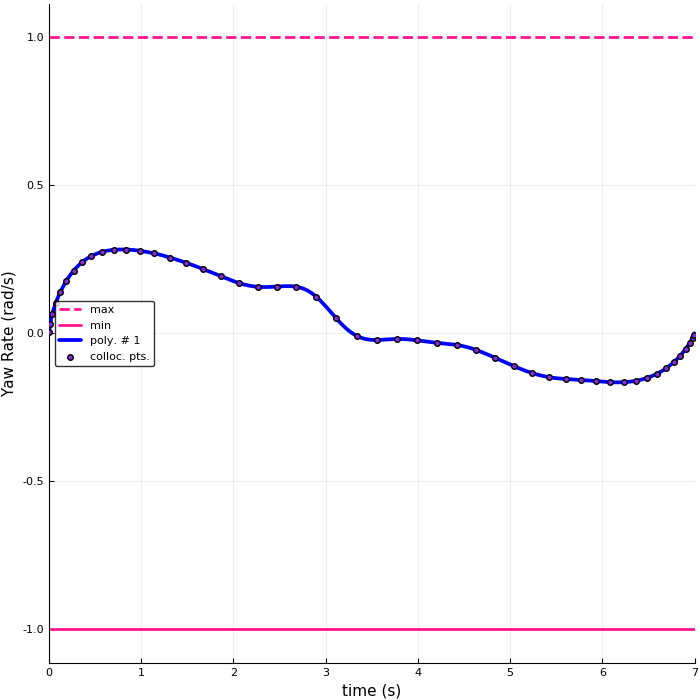 1.0
0.5
0.0
-0.5
-1.0
Yaw Rate (rad/s)
max
min
poly. # 1
colloc. pts.
0 1 2 3 4 5 6 7
time (s)